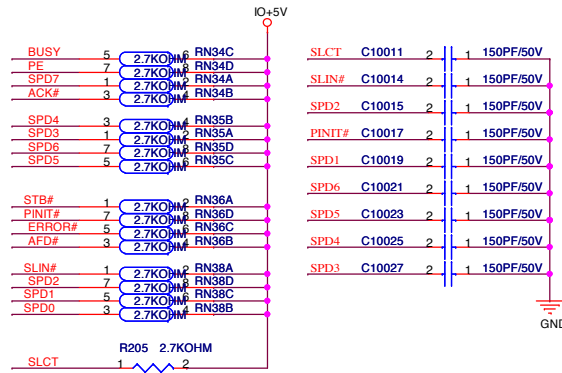 IO+5V
BUSY 5 2.7KOHM 6 RN34C
PE 7 2.7KOHM 8 RN34D
SPD7 1 2.7KOHM 2 RN34A
ACK# 3 2.7KOHM 4 RN34B
SPD4 3 2.7KOHM 4 RN35B
SPD3 1 2.7KOHM 2 RN35A
SPD6 7 2.7KOHM 8 RN35D
SPD5 5 2.7KOHM 6 RN35C
STB# 1 2.7KOHM 2 RN36A
PINIT# 7 2.7KOHM 8 RN36D
ERROR# 5 2.7KOHM 6 RN36C
AFD# 3 2.7KOHM 4 RN36B
SLIN# 1 2.7KOHM 2 RN38A
SPD2 7 2.7KOHM 8 RN38D
SPD1 5 2.7KOHM 6 RN38C
SPD0 3 2.7KOHM 4 RN38B
R205 2.7KOHM
SLCT 1 2
SLCT C10011 2 1 150PF/50V
SLIN# C10014 2 1 150PF/50V
SPD2 C10015 2 1 150PF/50V
PINIT# C10017 2 1 150PF/50V
SPD1 C10019 2 1 150PF/50V
SPD6 C10021 2 1 150PF/50V
SPD5 C10023 2 1 150PF/50V
SPD4 C10025 2 1 150PF/50V
SPD3 C10027 2 1 150PF/50V
GND